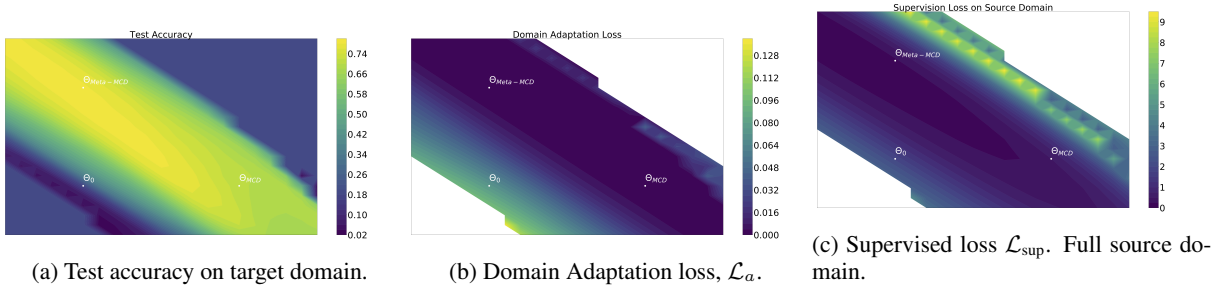 Test Accuracy
Θ_{Meta−MCD}
Θ_0
Θ_{MCD}
0.74
0.66
0.58
0.50
0.42
0.34
0.26
0.18
0.10
0.02
(a) Test accuracy on target domain.
Domain Adaptation Loss
Θ_{Meta−MCD}
Θ_0
Θ_{MCD}
0.128
0.112
0.096
0.080
0.064
0.048
0.032
0.016
0.000
(b) Domain Adaptation loss, ℒ_a.
Supervision Loss on Source Domain
Θ_{Meta−MCD}
Θ_0
Θ_{MCD}
9
8
7
6
5
4
3
2
1
0
(c) Supervised loss ℒ_sup. Full source do-
main.